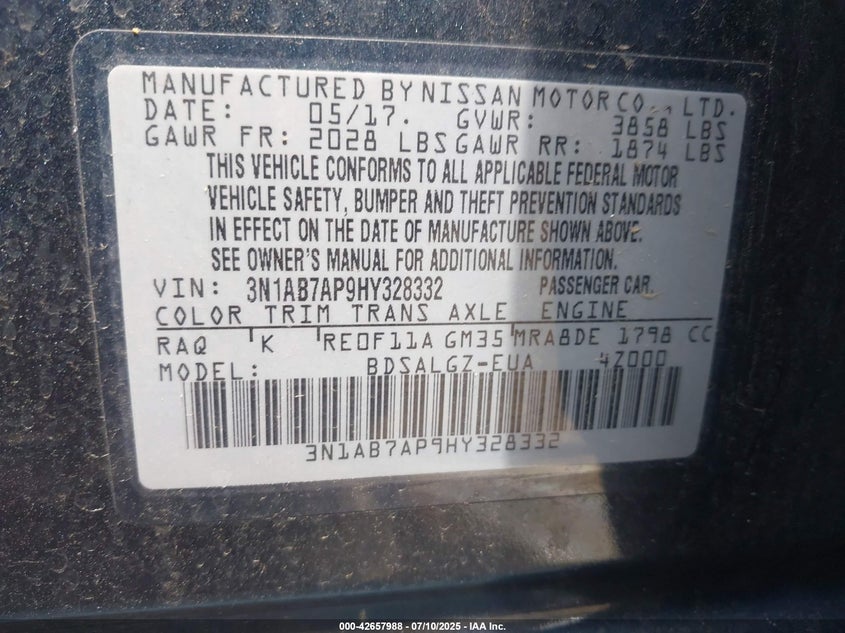 MANUFACTURED BY NISSAN MOTOR CO., LTD.
DATE: 05/17. GVWR: 3858 LBS
GAWR FR: 2028 LBS GAWR RR: 1874 LBS
THIS VEHICLE CONFORMS TO ALL APPLICABLE FEDERAL MOTOR
VEHICLE SAFETY, BUMPER AND THEFT PREVENTION STANDARDS
IN EFFECT ON THE DATE OF MANUFACTURE SHOWN ABOVE.
SEE OWNER'S MANUAL FOR ADDITIONAL INFORMATION.
VIN: 3N1AB7AP9HY328332 PASSENGER CAR.
COLOR TRIM TRANS AXLE ENGINE
RAQ K RE0F11A GM35 MRA8DE 1798 CC
MODEL: BDSALGZ-EUA 4Z000
3N1AB7AP9HY328332
000-42657988 - 07/10/2025 - IAA Inc.